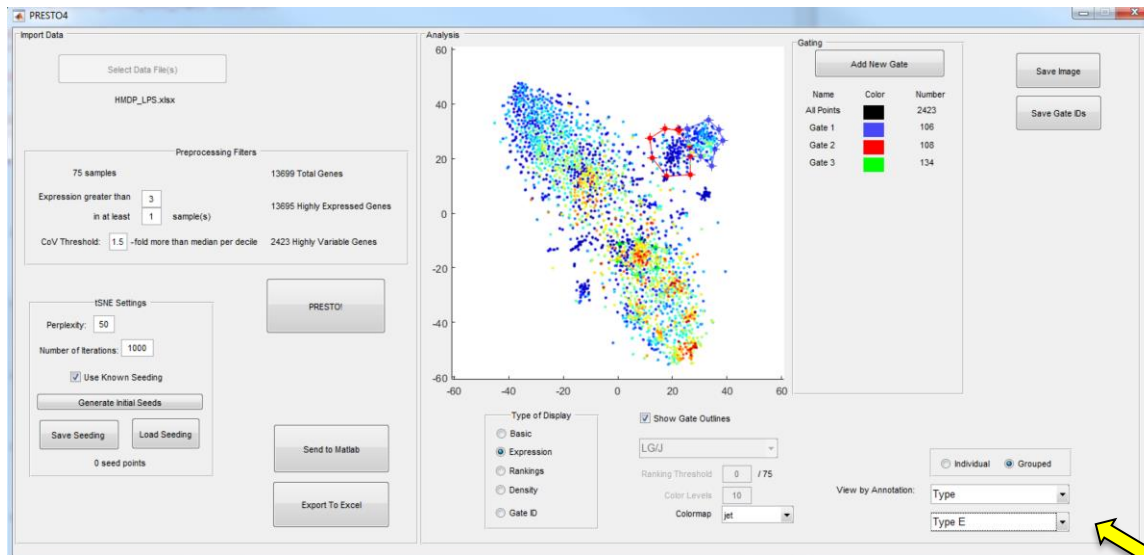 PRESTO4
Import Data
Select Data File(s)
HMDP_LPS.xlsx
Preprocessing Filters
75 samples
13699 Total Genes
Expression greater than 3
13695 Highly Expressed Genes
in at least 1 sample(s)
CoV Threshold: 1.5 -fold more than median per decile
2423 Highly Variable Genes
tSNE Settings
Perplexity: 50
Number of Iterations: 1000
Use Known Seeding
Generate Initial Seeds
Save Seeding
Load Seeding
0 seed points
PRESTO!
Send to Matlab
Export To Excel
Analysis
60
40
20
0
-20
-40
-60
-60 -40 -20 0 20 40 60
Gating
Add New Gate
Name Color Number
All Points 2423
Gate 1 106
Gate 2 108
Gate 3 134
Save Image
Save Gate IDs
Type of Display
Basic
Expression
Rankings
Density
Gate ID
Show Gate Outlines
LG/J
Ranking Threshold 0 / 75
Color Levels 10
Colormap jet
Individual Grouped
View by Annotation: Type
Type E